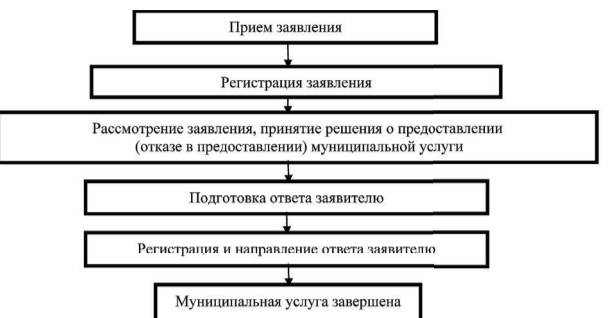 Прием заявления
Регистрация заявления
Рассмотрение заявления, принятие решения о предоставлении
(отказе в предоставлении) муниципальной услуги
Подготовка ответа заявителю
Регистрация и направление ответа заявителю
Муниципальная услуга завершена